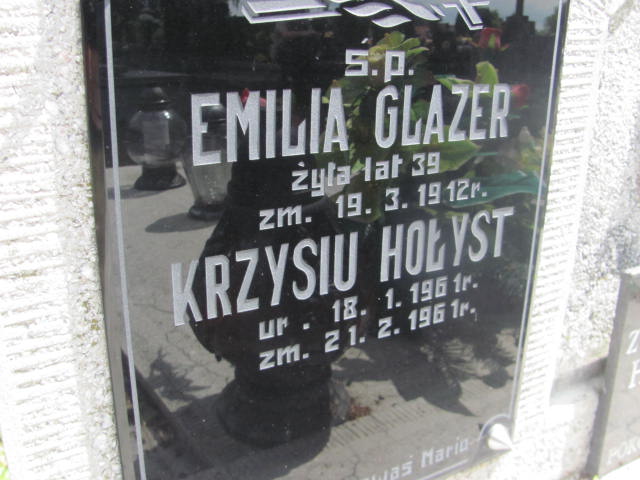 ś.p.
EMILIA GLAZER
żyła lat 39
zm. 19. 3. 1912r.
KRZYSIU HOŁYST
ur. 18. 1. 1961r.
zm. 21. 2. 1961r.
Mario